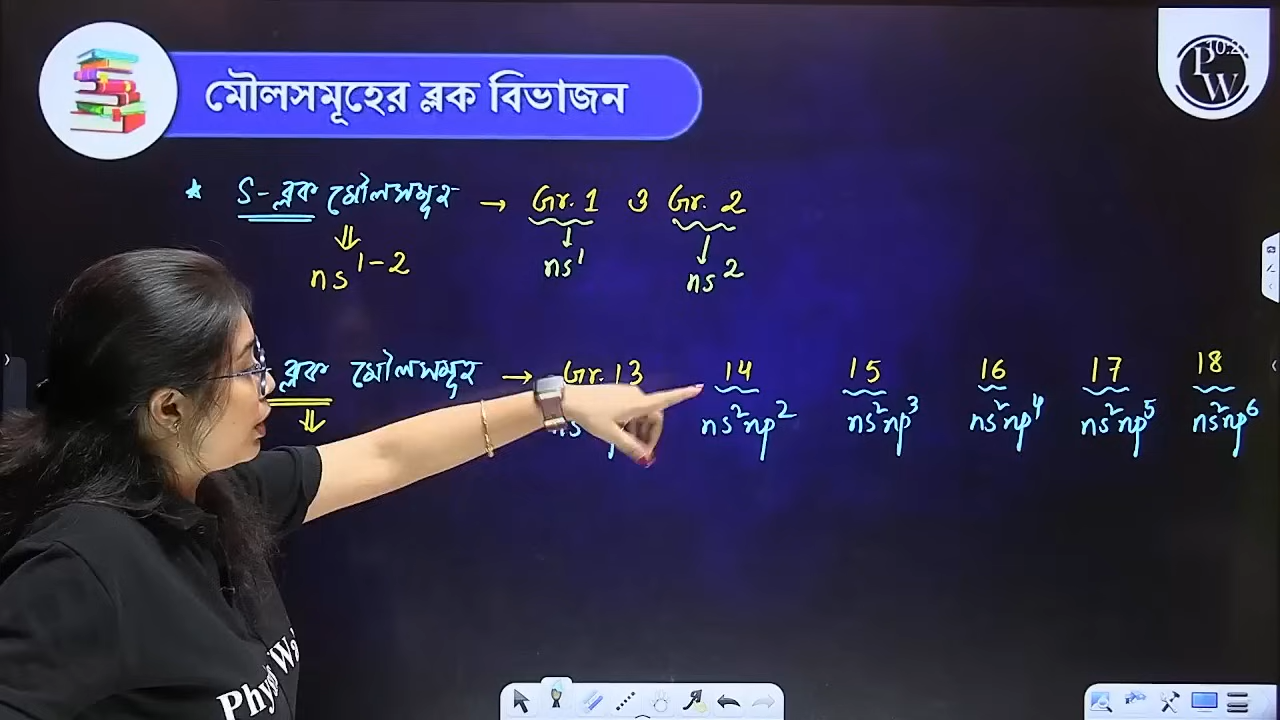 মৌলসমূহের ব্লক বিভাজন
PW
* S-ব্লক মৌলসমূহ → Gr. 1 ও Gr. 2
⇓ ↓ ↓
ns¹⁻² ns¹ ns²
ব্লক মৌলসমূহ → Gr. 13 14 15 16 17 18
⇓ ns²np² ns²np³ ns²np⁴ ns²np⁵ ns²np⁶